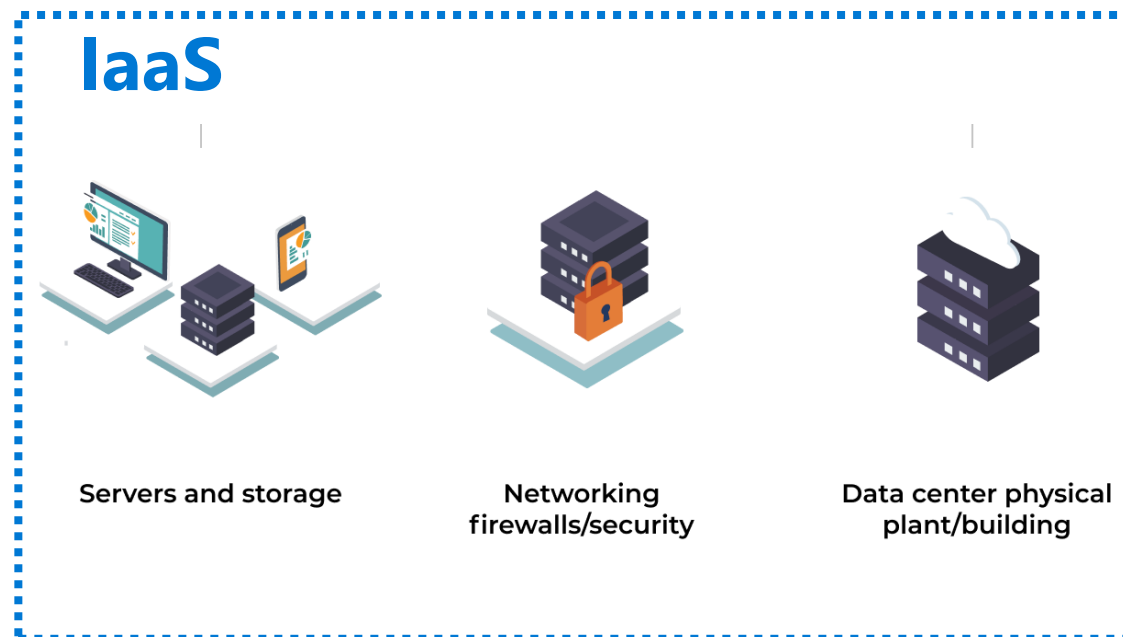 IaaS
Servers and storage
Networking
firewalls/security
Data center physical
plant/building